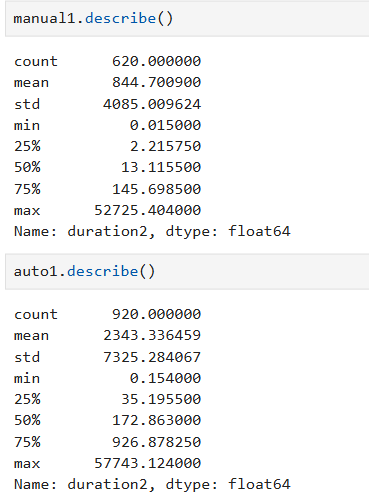 manual1.describe()
count 620.000000
mean 844.700900
std 4085.009624
min 0.015000
25% 2.215750
50% 13.115500
75% 145.698500
max 52725.404000
Name: duration2, dtype: float64
auto1.describe()
count 920.000000
mean 2343.336459
std 7325.284067
min 0.154000
25% 35.195500
50% 172.863000
75% 926.878250
max 57743.124000
Name: duration2, dtype: float64